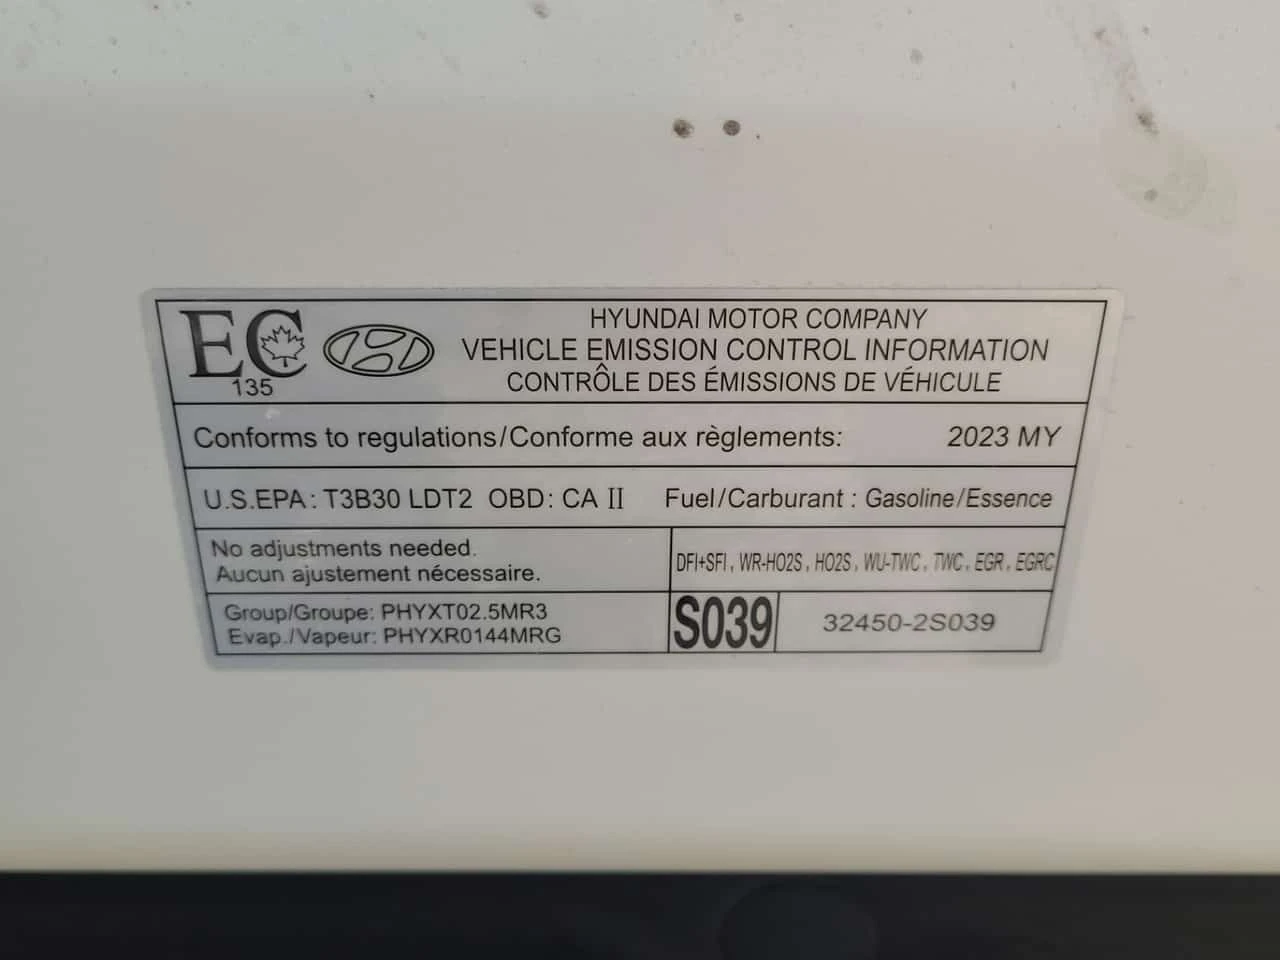 EC
135
HYUNDAI MOTOR COMPANY
VEHICLE EMISSION CONTROL INFORMATION
CONTRÔLE DES ÉMISSIONS DE VÉHICULE
Conforms to regulations/Conforme aux règlements: 2023 MY
U.S.EPA: T3B30 LDT2 OBD: CA II Fuel/Carburant : Gasoline/Essence
No adjustments needed.
Aucun ajustement nécessaire.
DFI+SFI, WR-HO2S, HO2S, WU-TWC, TWC, EGR, EGRC
Group/Groupe: PHYXT02.5MR3
Evap./Vapeur: PHYXR0144MRG
S039
32450-2S039